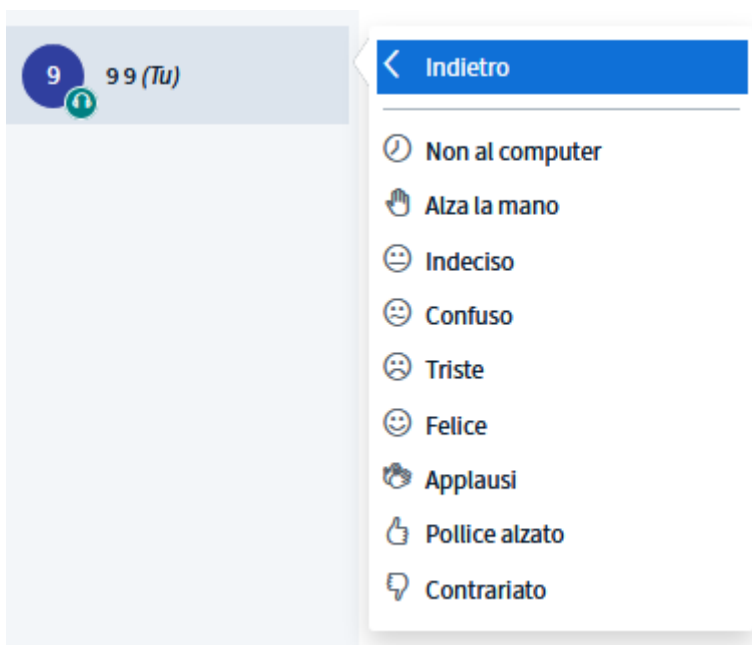 9
9 9 (Tu)
Indietro
Non al computer
Alza la mano
Indeciso
Confuso
Triste
Felice
Applausi
Pollice alzato
Contrariato